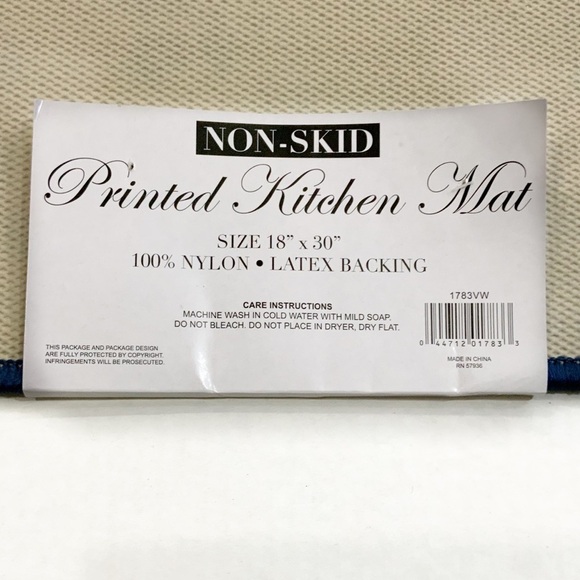 NON-SKID
Printed Kitchen Mat
SIZE 18" x 30"
100% NYLON • LATEX BACKING
CARE INSTRUCTIONS
MACHINE WASH IN COLD WATER WITH MILD SOAP.
DO NOT BLEACH. DO NOT PLACE IN DRYER, DRY FLAT.
THIS PACKAGE AND PACKAGE DESIGN
ARE FULLY PROTECTED BY COPYRIGHT.
INFRINGEMENTS WILL BE PROSECUTED.
1783VW
0 44712 01783 3
MADE IN CHINA
RN 57936